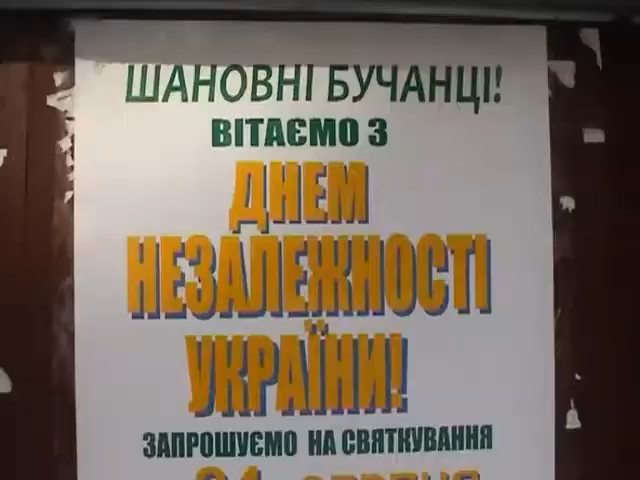 ШАНОВНІ БУЧАНЦІ!
ВІТАЄМО З
ДНЕМ
НЕЗАЛЕЖНОСТІ
УКРАЇНИ!
ЗАПРОШУЄМО НА СВЯТКУВАННЯ